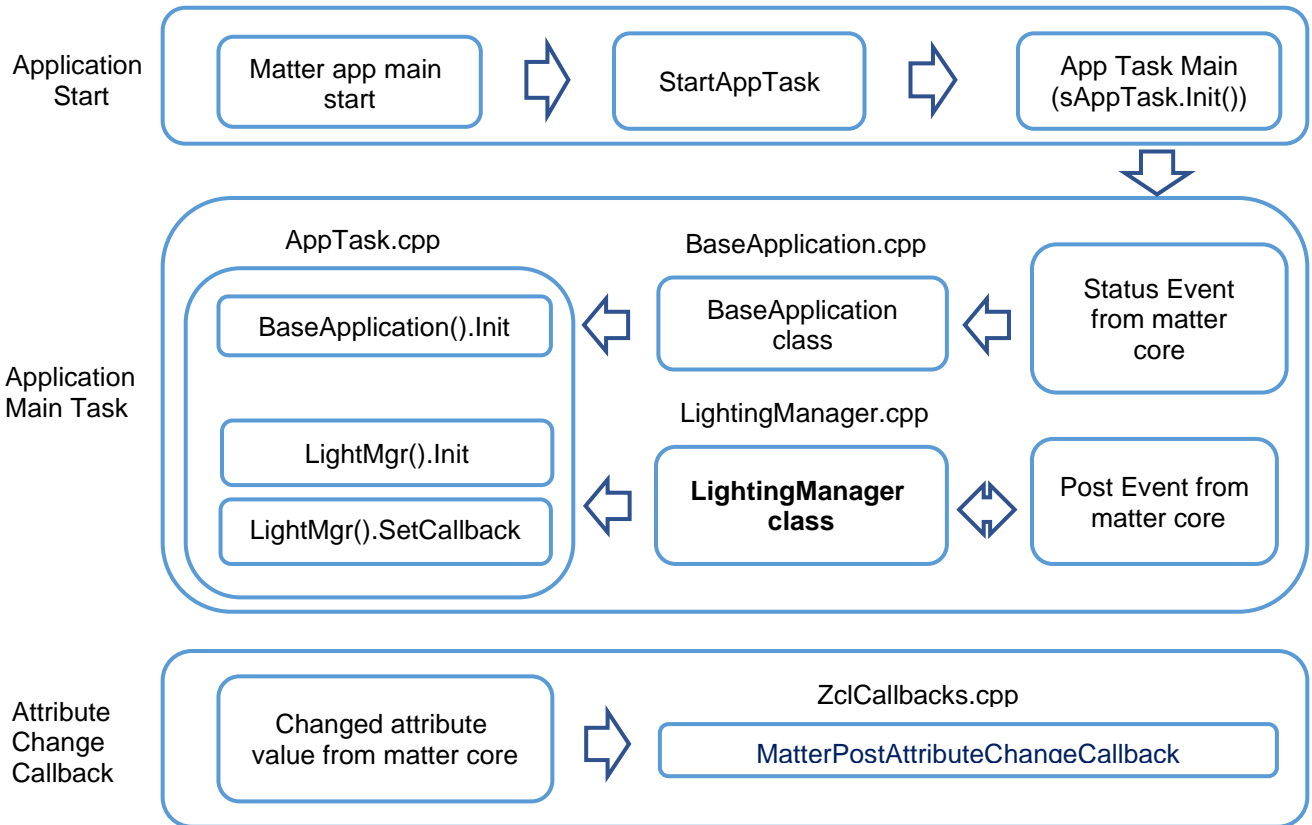 Application
Start
Matter app main
start
StartAppTask
App Task Main
(sAppTask.Init())
Application
Main Task
AppTask.cpp
BaseApplication().Init
LightMgr().Init
LightMgr().SetCallback
BaseApplication.cpp
BaseApplication
class
Status Event
from matter
core
LightingManager.cpp
LightingManager
class
Post Event from
matter core
Attribute
Change
Callback
Changed attribute
value from matter core
ZclCallbacks.cpp
MatterPostAttributeChangeCallback